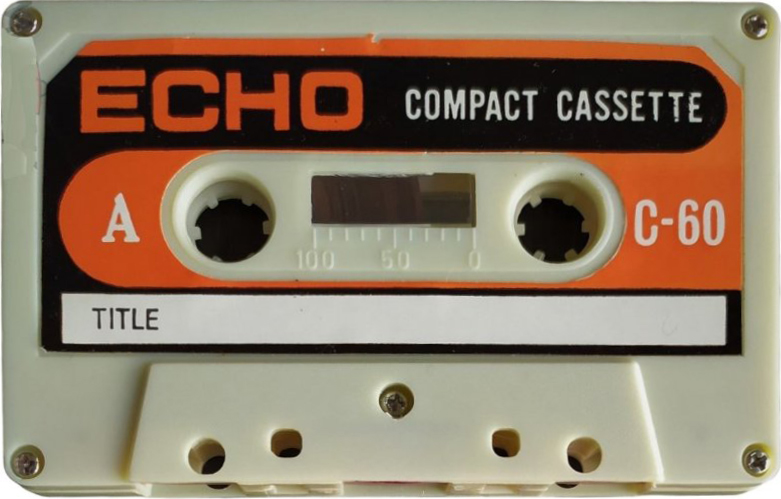 ECHO COMPACT CASSETTE
A C-60
100 50 0
TITLE